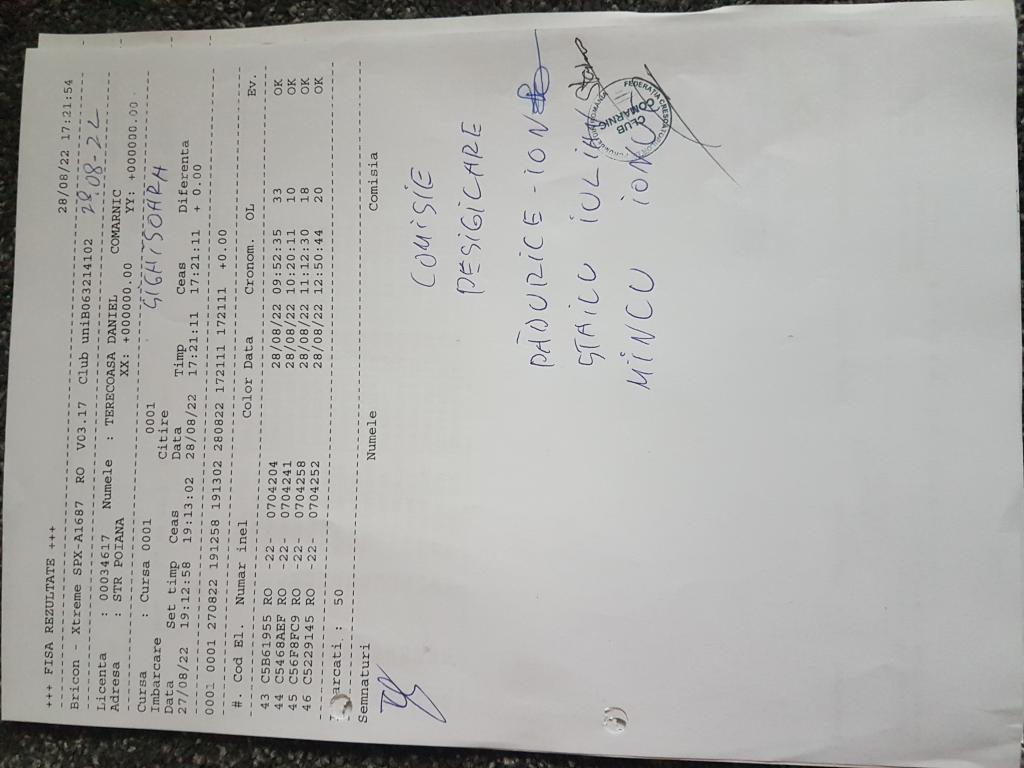 +++ FISA REZULTATE +++
28/08/22 17:21:54
Bricon - Xtreme SPX-A1687 RO V03.17 Club uniB063214102 28.08-22
Licenta : 00034617 Numele : TERECOASA DANIEL COMARNIC
Adresa : STR POIANA XX: +000000.00 YY: +000000.00
Cursa : Cursa 0001 0001 SIGHISOARA
Imbarcare Citire
Data Set timp Ceas Data Timp Ceas Diferenta
27/08/22 19:12:58 19:13:02 28/08/22 17:21:11 17:21:11 + 0.00
0001 0001 270822 191258 191302 280822 172111 172111 +0.00
#. Cod El. Numar inel Color Data Cronom. OL Ev.
43 C5B61955 RO -22- 0704204 28/08/22 09:52:35 33 OK
44 C5468AEF RO -22- 0704241 28/08/22 10:20:11 10 OK
45 C56F8FC9 RO -22- 0704258 28/08/22 11:12:30 18 OK
46 C5229145 RO -22- 0704252 28/08/22 12:50:44 20 OK
arcati : 50
Semnaturi Numele Comisia
COMISIE
DESIGILARE
PĂDURICE - ION
STAICU IULIAN
MINCU IONUȚ
CLUB
COMARNIC